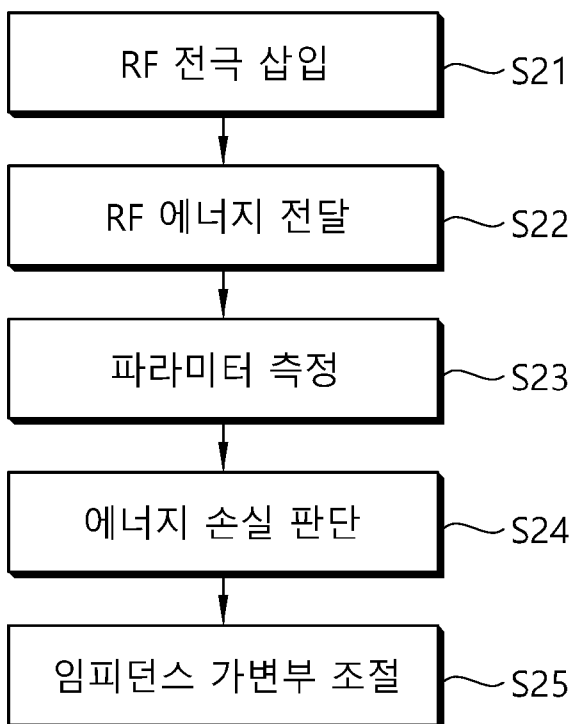 RF 전극 삽입
S21
RF 에너지 전달
S22
파라미터 측정
S23
에너지 손실 판단
S24
임피던스 가변부 조절
S25